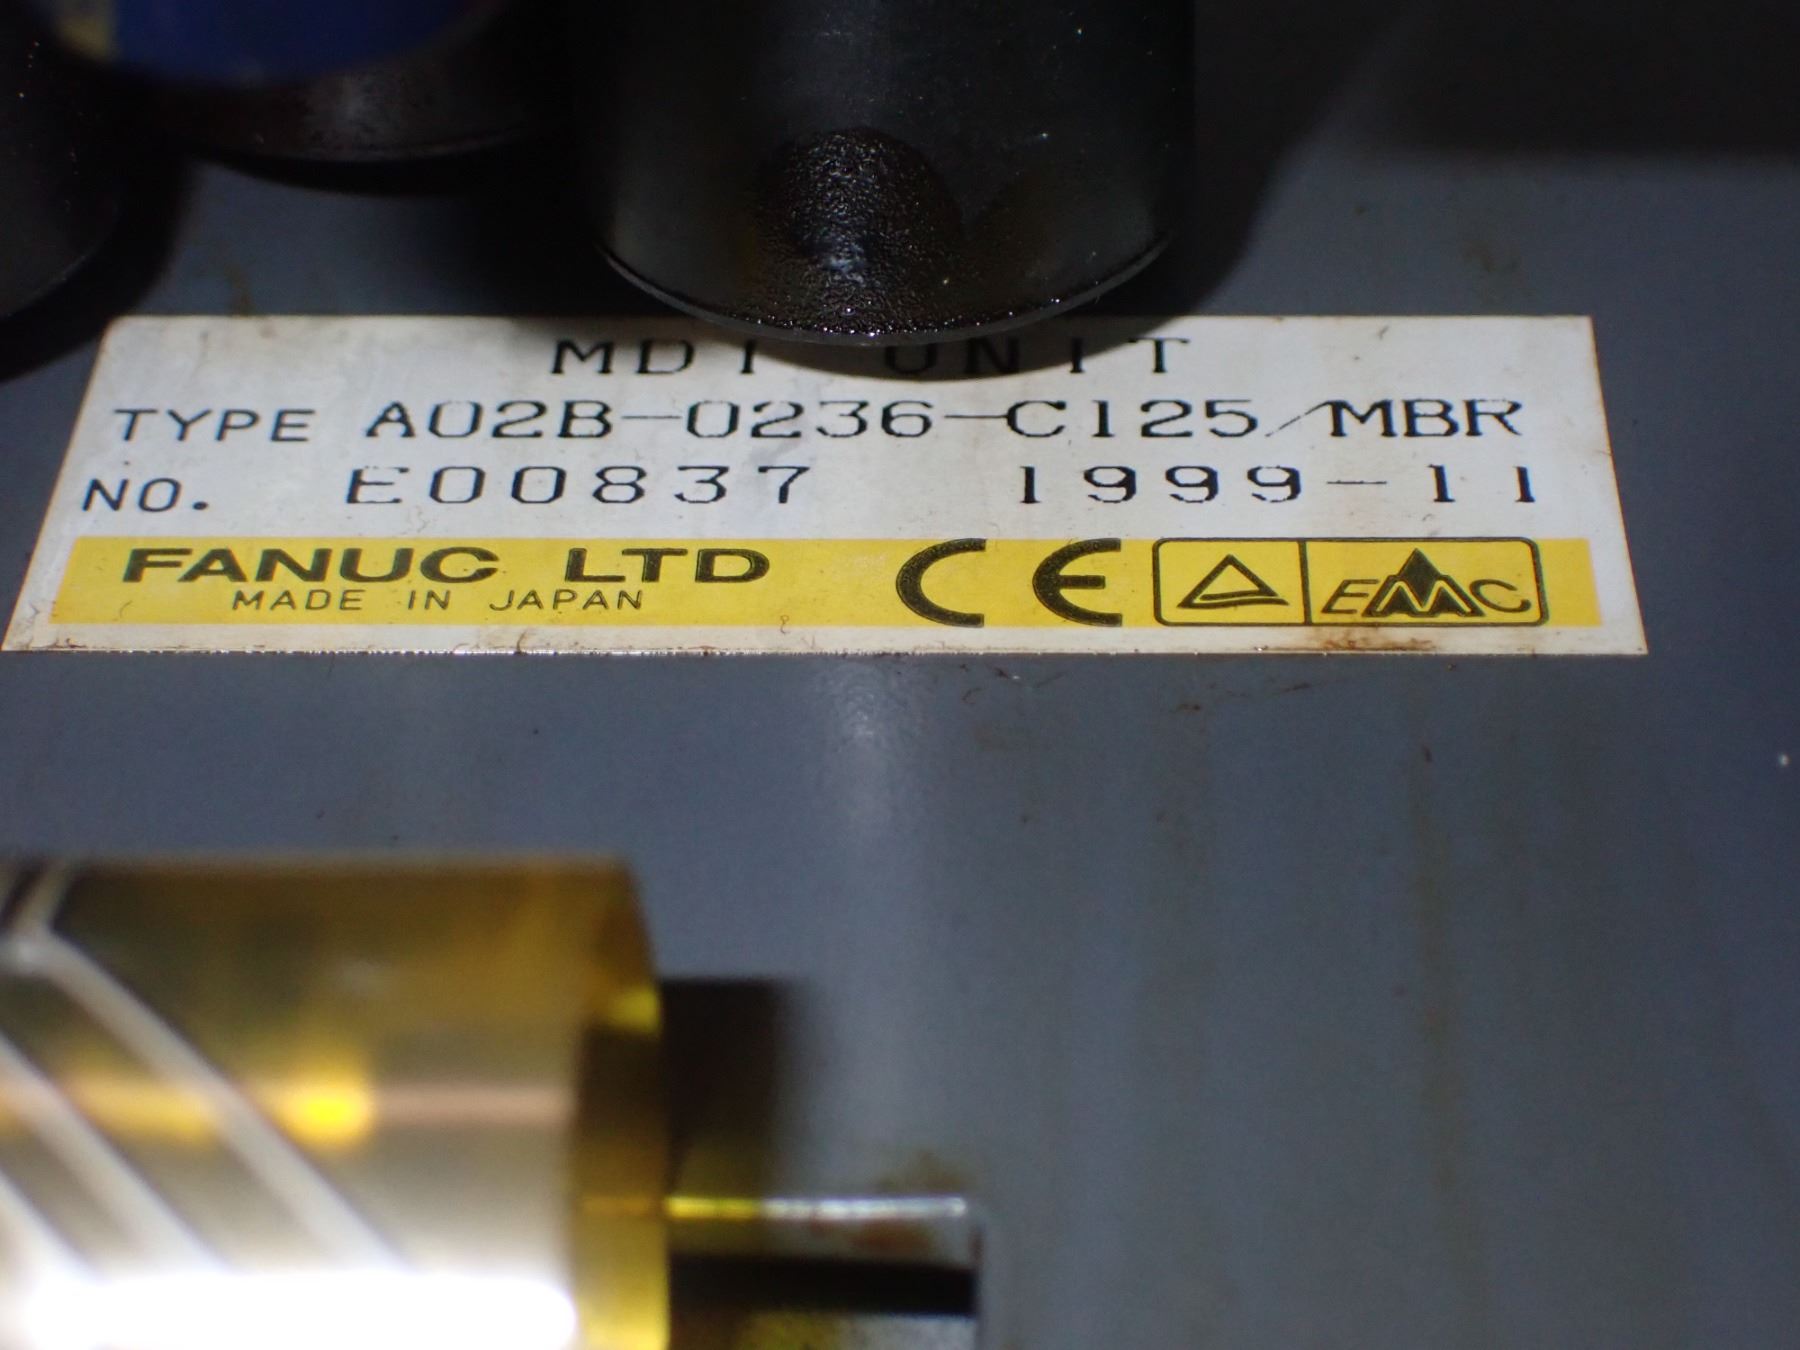 MDI UNIT
TYPE A02B-0236-C125/MBR
NO. E00837 1999-11
FANUC LTD CE EMC
MADE IN JAPAN